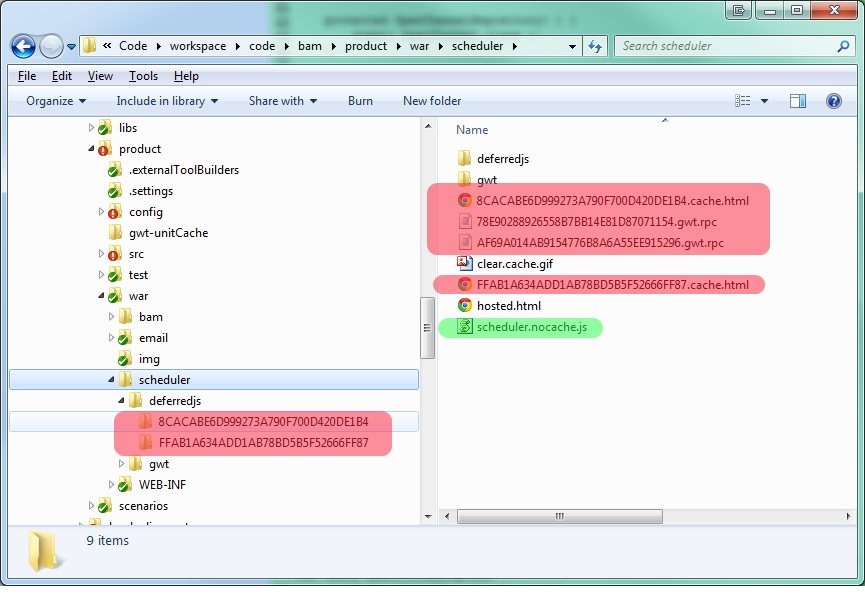 « Code workspace code bam product war scheduler
Search scheduler
File Edit View Tools Help
Organize Include in library Share with Burn New folder
libs
product
.externalToolBuilders
.settings
config
gwt-unitCache
src
test
war
bam
email
img
scheduler
deferredjs
8CACABE6D999273A790F700D420DE1B4
FFAB1A634ADD1AB78BD5B5F52666FF87
gwt
WEB-INF
scenarios
Name
deferredjs
gwt
8CACABE6D999273A790F700D420DE1B4.cache.html
78E90288926558B7BB14E81D87071154.gwt.rpc
AF69A014AB9154776B8A6A55EE915296.gwt.rpc
clear.cache.gif
FFAB1A634ADD1AB78BD5B5F52666FF87.cache.html
hosted.html
scheduler.nocache.js
9 items